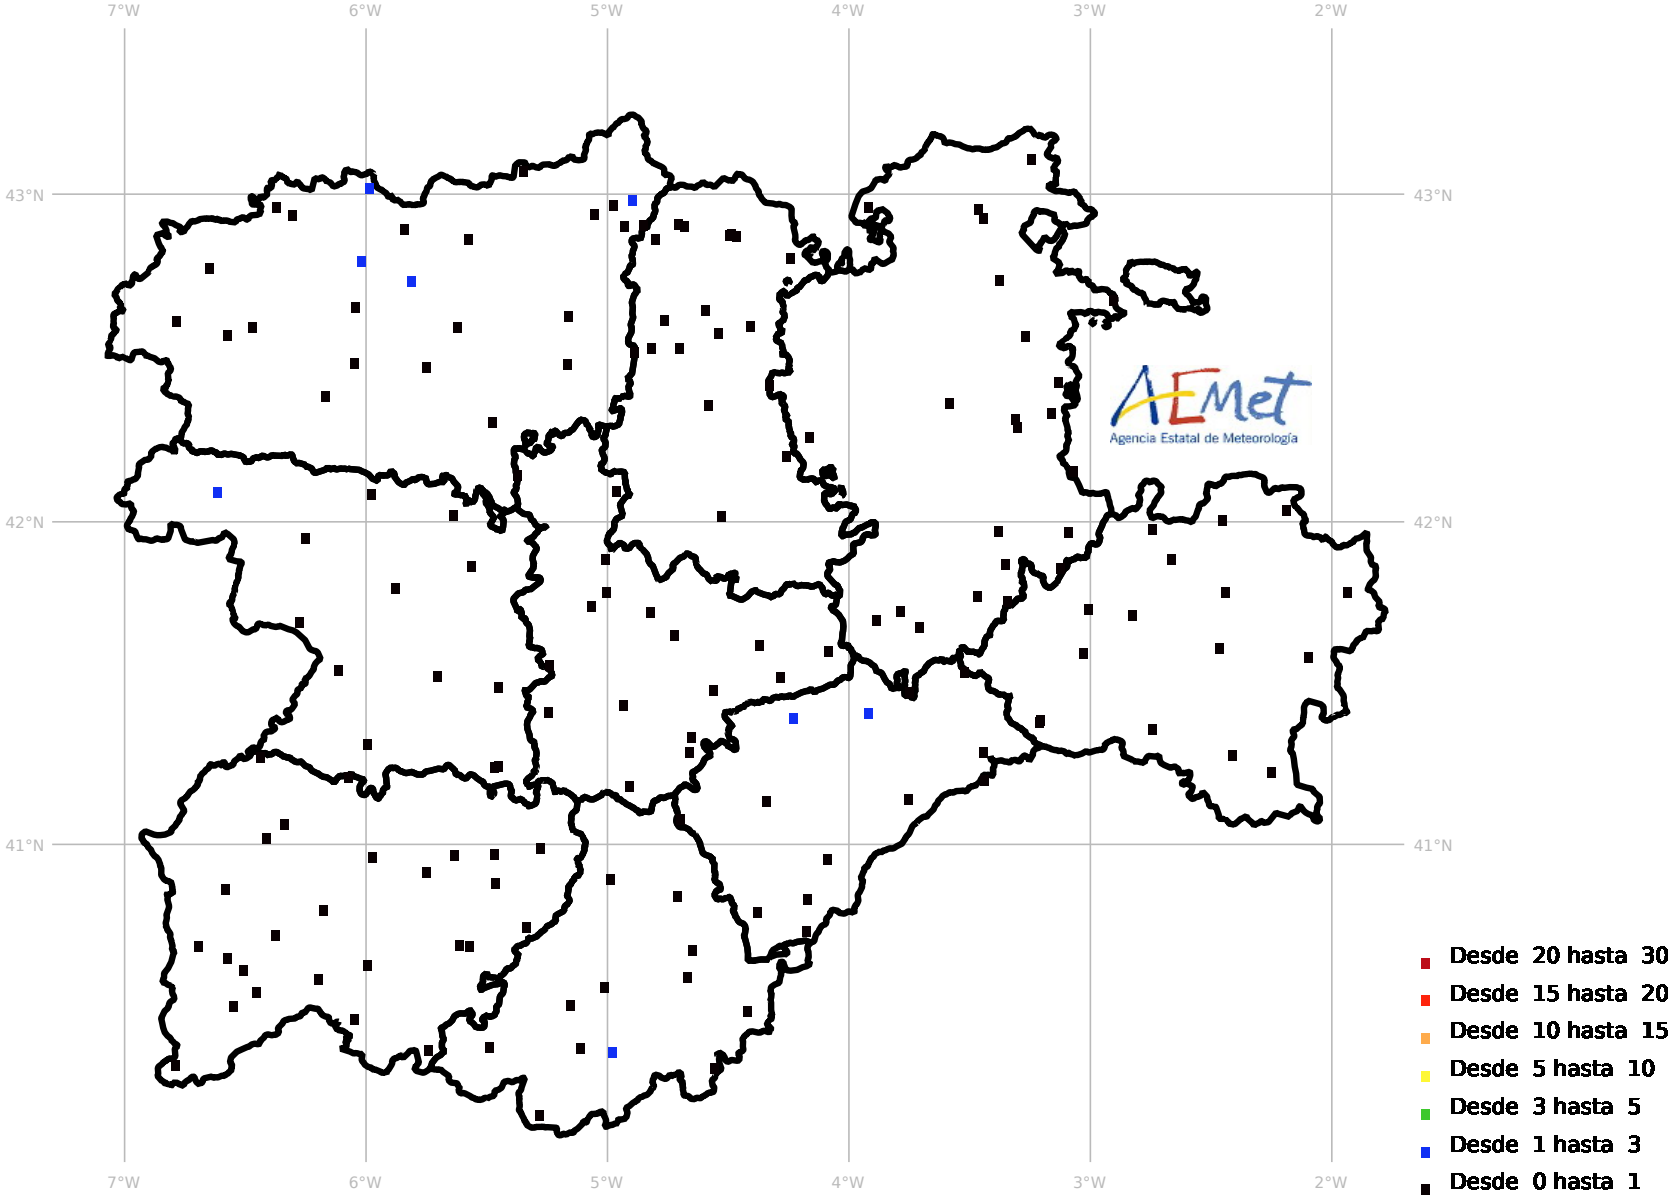 7°W 6°W 5°W 4°W 3°W 2°W
43°N 43°N
AEMet
Agencia Estatal de Meteorología
42°N 42°N
41°N 41°N
Desde 20 hasta 30
Desde 15 hasta 20
Desde 10 hasta 15
Desde 5 hasta 10
Desde 3 hasta 5
Desde 1 hasta 3
Desde 0 hasta 1
7°W 6°W 5°W 4°W 3°W 2°W